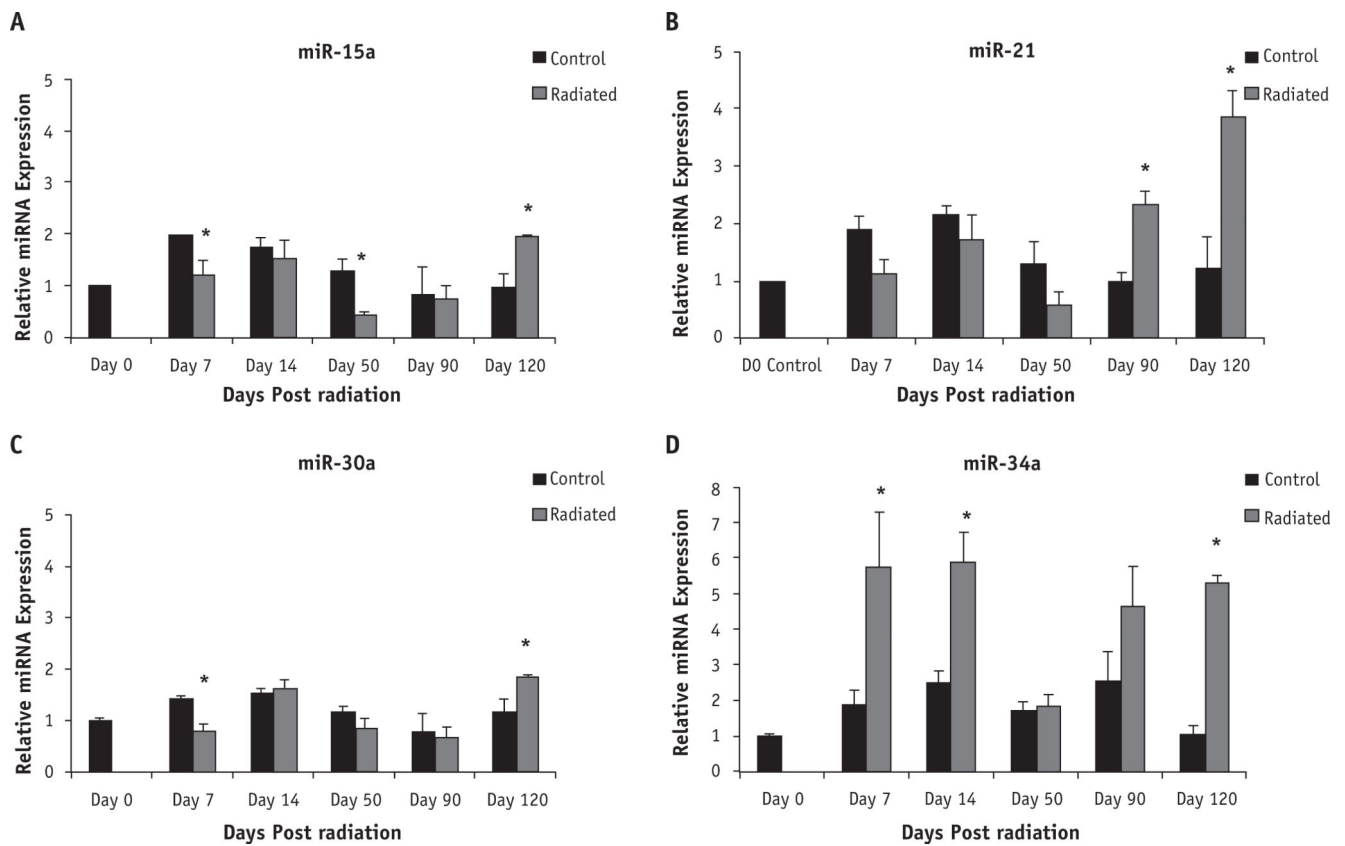 A
miR-15a
Control
Radiated
Relative miRNA Expression
5
4
3
2
1
0
*
*
*
Day 0 Day 7 Day 14 Day 50 Day 90 Day 120
Days Post radiation
B
miR-21
Control
Radiated
Relative miRNA Expression
5
4
3
2
1
0
*
*
D0 Control Day 7 Day 14 Day 50 Day 90 Day 120
Days Post radiation
C
miR-30a
Control
Radiated
Relative miRNA Expression
5
4
3
2
1
0
*
*
Day 0 Day 7 Day 14 Day 50 Day 90 Day 120
Days Post radiation
D
miR-34a
Control
Radiated
Relative miRNA Expression
8
7
6
5
4
3
2
1
0
*
*
*
Day 0 Day 7 Day 14 Day 50 Day 90 Day 120
Days Post radiation